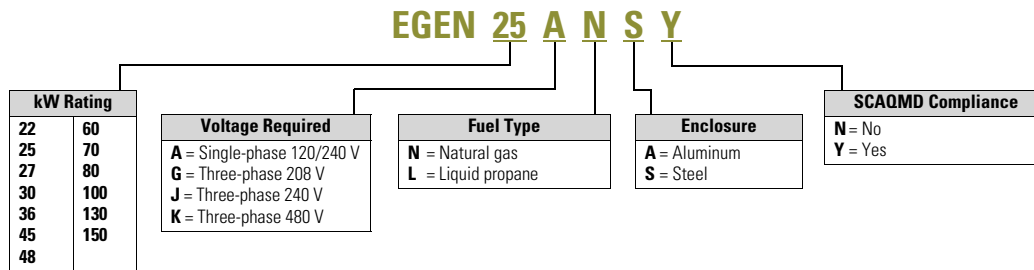 EGEN 25 A N S Y
kW Rating
22 60
25 70
27 80
30 100
36 130
45 150
48
Voltage Required
A = Single-phase 120/240 V
G = Three-phase 208 V
J = Three-phase 240 V
K = Three-phase 480 V
Fuel Type
N = Natural gas
L = Liquid propane
Enclosure
A = Aluminum
S = Steel
SCAQMD Compliance
N = No
Y = Yes